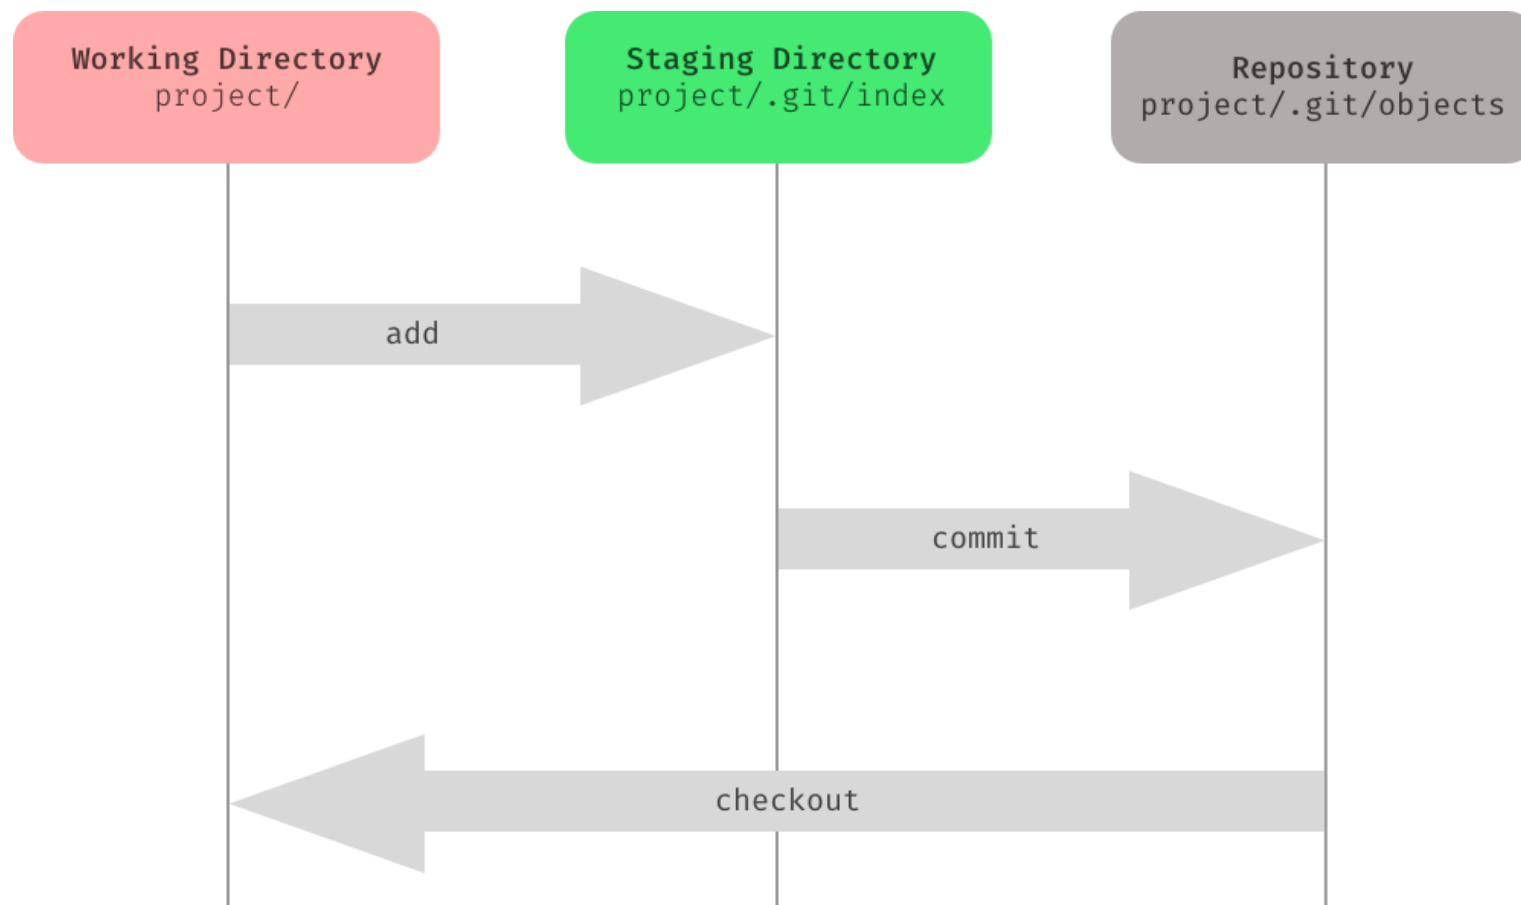 Working Directory
project/
Staging Directory
project/.git/index
Repository
project/.git/objects
add
commit
checkout